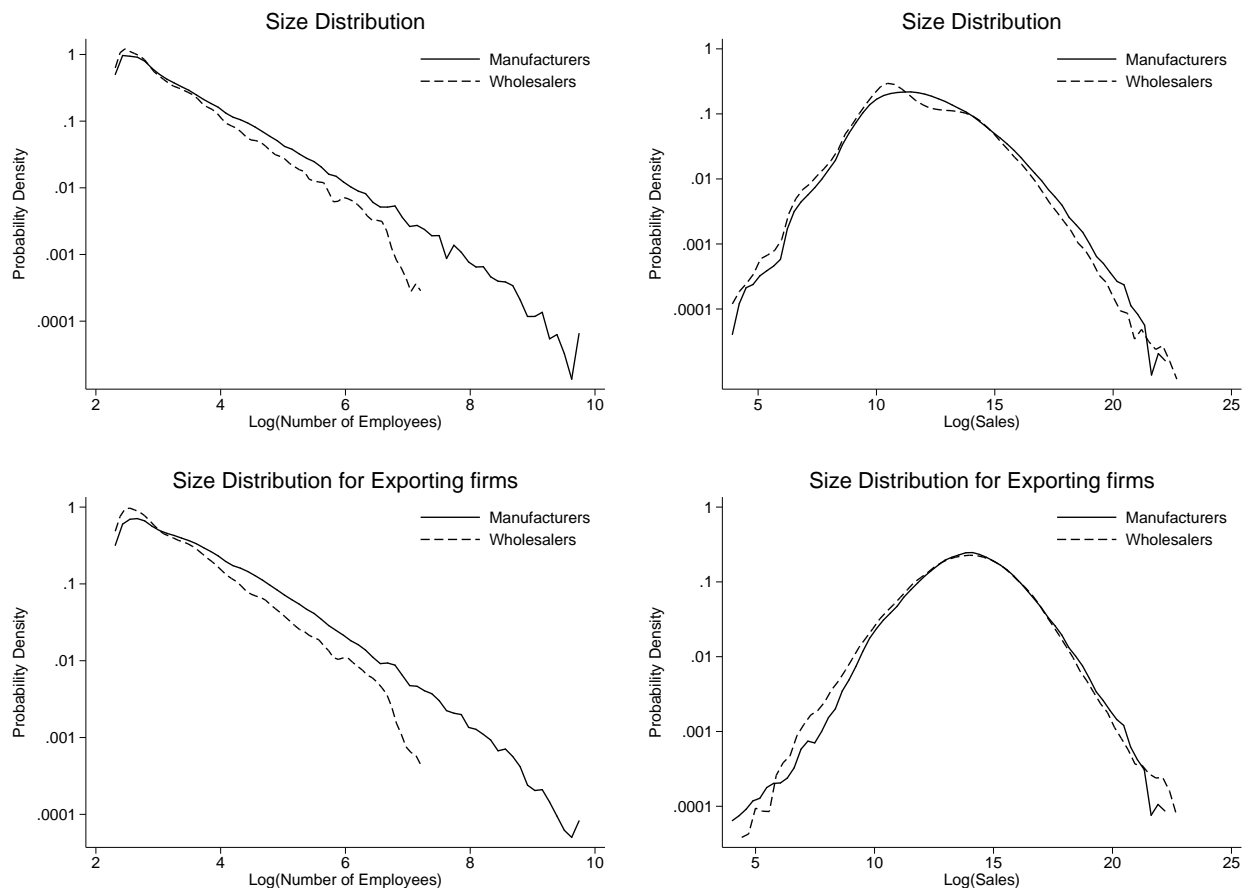 Size Distribution
Manufacturers
Wholesalers
Probability Density
1
.1
.01
.001
.0001
2
4
6
8
10
Log(Number of Employees)
Size Distribution
Manufacturers
Wholesalers
Probability Density
1
.1
.01
.001
.0001
5
10
15
20
25
Log(Sales)
Size Distribution for Exporting firms
Manufacturers
Wholesalers
Probability Density
1
.1
.01
.001
.0001
2
4
6
8
10
Log(Number of Employees)
Size Distribution for Exporting firms
Manufacturers
Wholesalers
Probability Density
1
.1
.01
.001
.0001
5
10
15
20
25
Log(Sales)